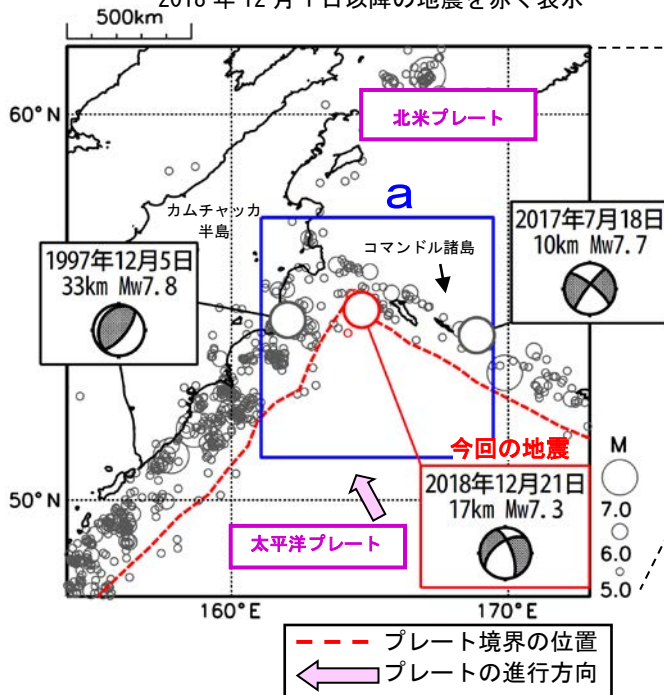 2018 年 12 月 1 日以降の地震を赤く表示
500km
60°N
北米プレート
a
カムチャッカ
半島
コマンドル諸島
2017年7月18日
10km Mw7.7
1997年12月5日
33km Mw7.8
今回の地震
2018年12月21日
17km Mw7.3
M
7.0
6.0
5.0
50°N
太平洋プレート
160°E
170°E
プレート境界の位置
プレートの進行方向